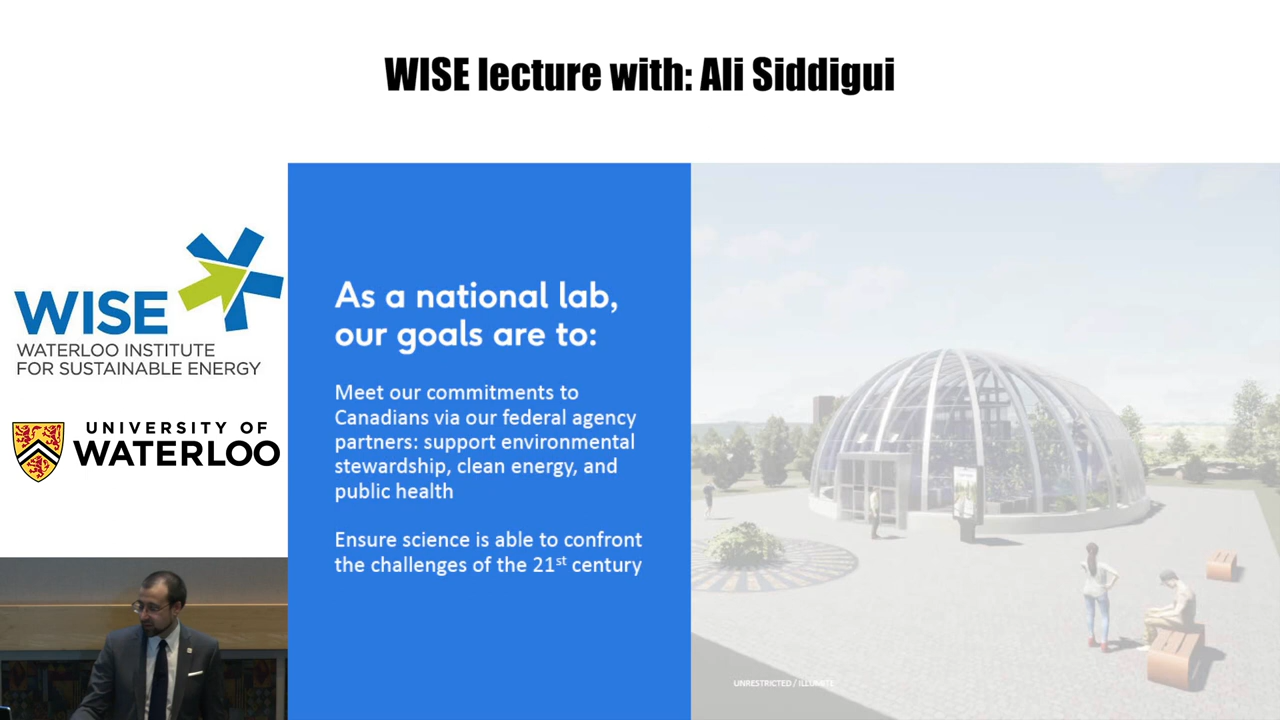 WISE lecture with: Ali Siddigui
WISE
WATERLOO INSTITUTE
FOR SUSTAINABLE ENERGY
UNIVERSITY OF
WATERLOO
As a national lab,
our goals are to:
Meet our commitments to
Canadians via our federal agency
partners: support environmental
stewardship, clean energy, and
public health
Ensure science is able to confront
the challenges of the 21st century
UNRESTRICTED / ILLIMITÉ